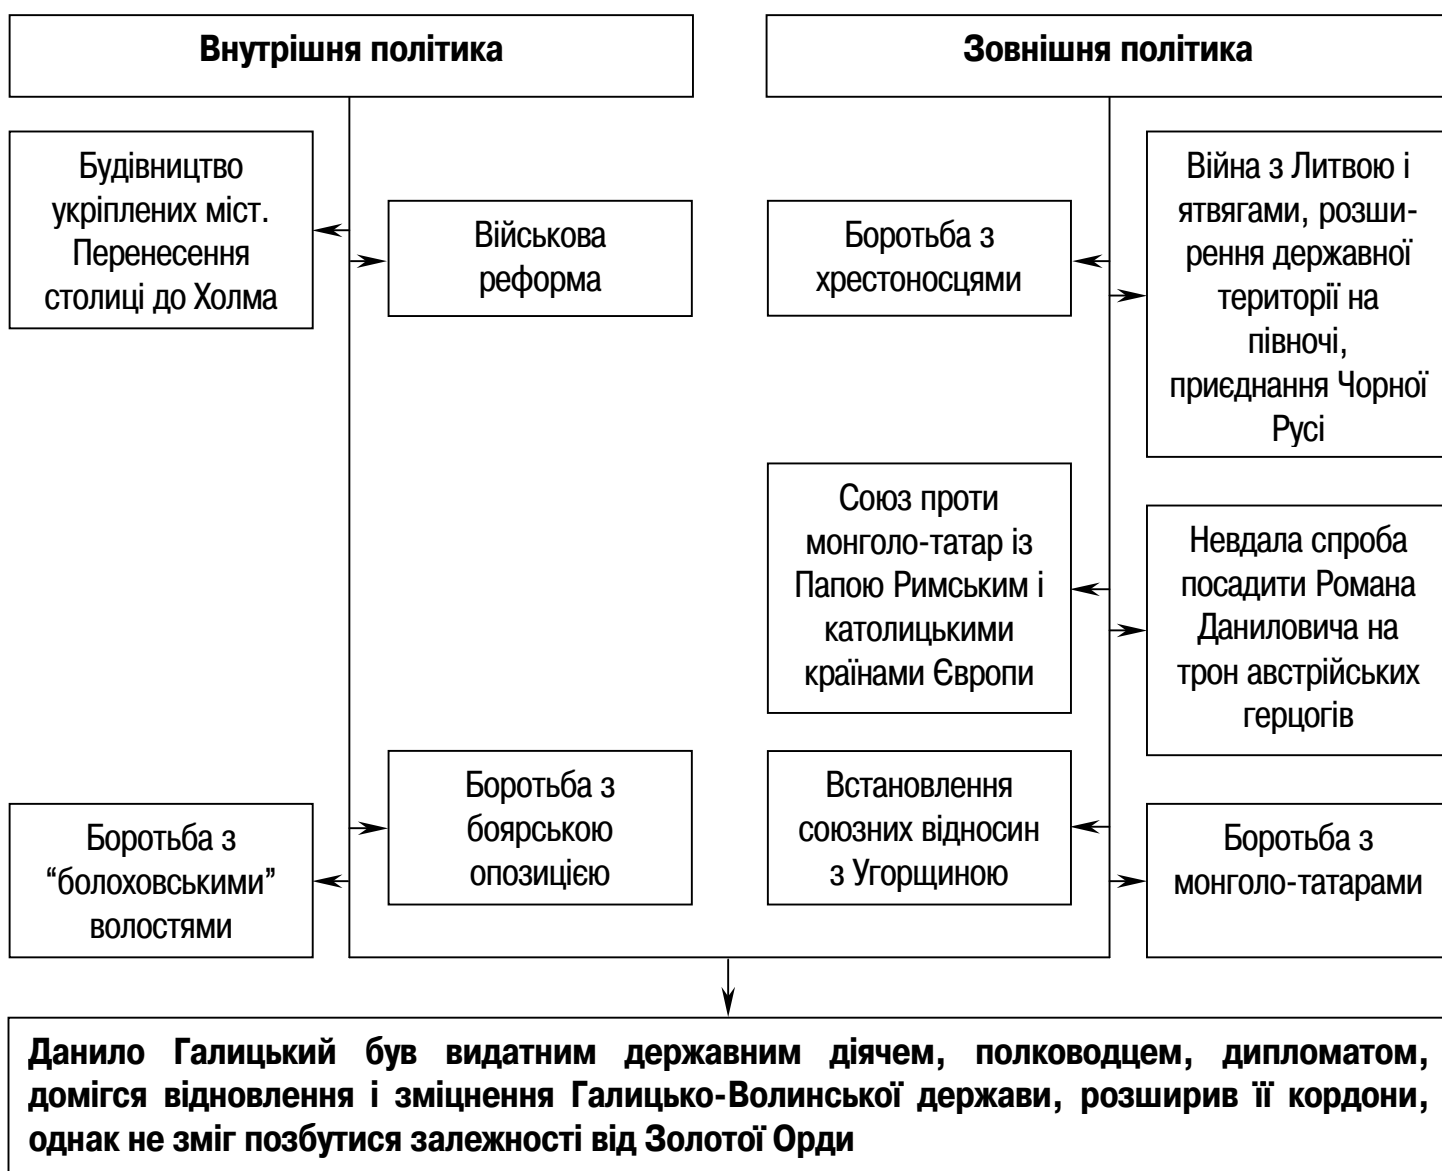 Внутрішня політика
Зовнішня політика
Будівництво
укріплених міст.
Перенесення
столиці до Холма
Військова
реформа
Боротьба з
“болоховськими”
волостями
Боротьба з
боярською
опозицією
Боротьба з
хрестоносцями
Війна з Литвою і
ятвягами, розши-
рення державної
території на
півночі,
приєднання Чорної
Русі
Союз проти
монголо-татар із
Папою Римським і
католицькими
країнами Європи
Невдала спроба
посадити Романа
Даниловича на
трон австрійських
герцогів
Встановлення
союзних відносин
з Угорщиною
Боротьба з
монголо-татарами
Данило Галицький був видатним державним діячем, полководцем, дипломатом,
домігся відновлення і зміцнення Галицько-Волинської держави, розширив її кордони,
однак не зміг позбутися залежності від Золотої Орди